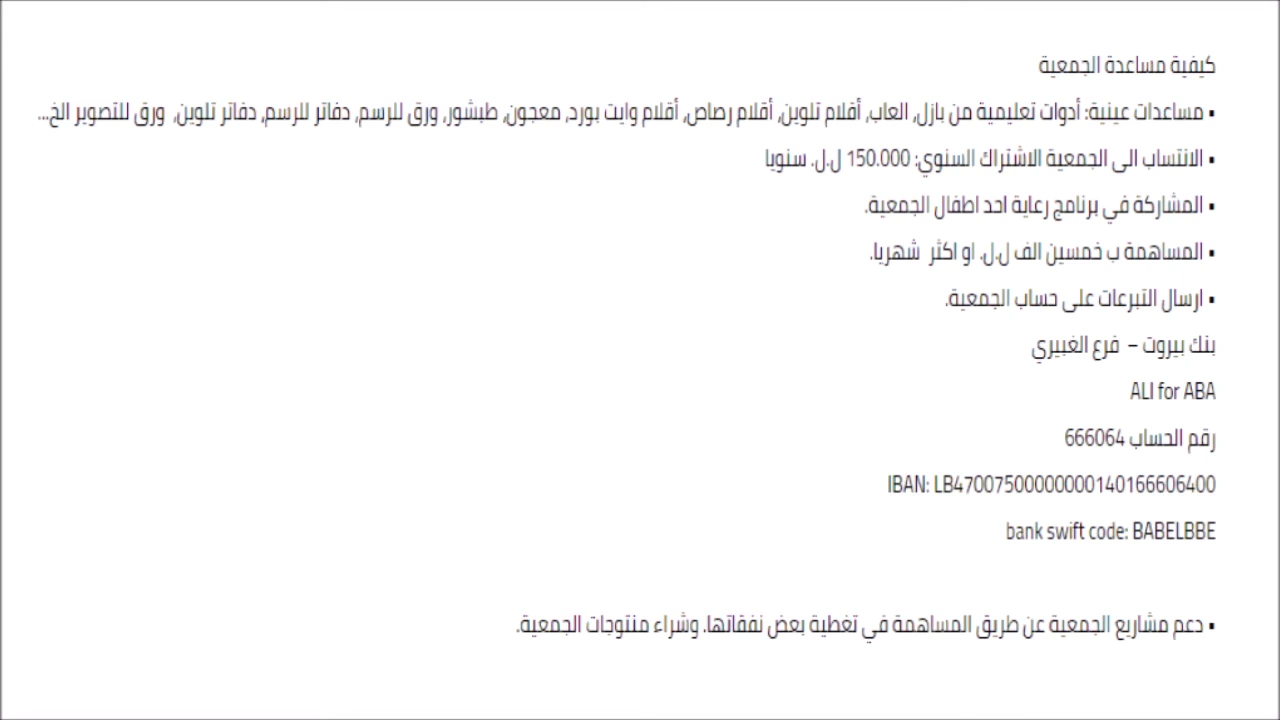 كيفية مساعدة الجمعية
▪ مساعدات عينية: أدوات تعليمية من بازل, العاب, أقلام تلوين, أقلام رصاص, أقلام وايت بورد, معجون, طبشور, ورق للرسم, دفاتر للرسم, دفاتر تلوين, ورق للتصوير الخ...
▪ الانتساب الى الجمعية الاشتراك السنوي: 150.000 ل.ل. سنويا
▪ المشاركة في برنامج رعاية احد اطفال الجمعية.
▪ المساهمة ب خمسين الف ل.ل. او اكثر شهريا.
▪ ارسال التبرعات على حساب الجمعية.
بنك بيروت – فرع الغبيري
ALI for ABA
رقم الحساب 666064
IBAN: LB47007500000000140166606400
bank swift code: BABELBBE
▪ دعم مشاريع الجمعية عن طريق المساهمة في تغطية بعض نفقاتها. وشراء منتوجات الجمعية.